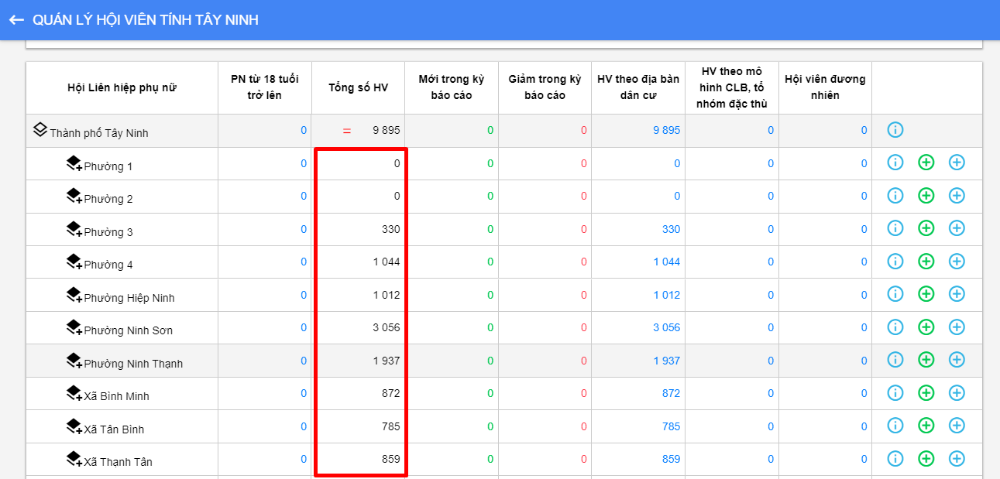 QUẢN LÝ HỘI VIÊN TỈNH TÂY NINH
Hội Liên hiệp phụ nữ | PN từ 18 tuổi trở lên | Tổng số HV | Mới trong kỳ báo cáo | Giảm trong kỳ báo cáo | HV theo địa bàn dân cư | HV theo mô hình CLB, tổ nhóm đặc thù | Hội viên đương nhiên
Thành phố Tây Ninh 0 = 9 895 0 0 9 895 0 0
Phường 1 0 0 0 0 0 0 0
Phường 2 0 0 0 0 0 0 0
Phường 3 0 330 0 0 330 0 0
Phường 4 0 1 044 0 0 1 044 0 0
Phường Hiệp Ninh 0 1 012 0 0 1 012 0 0
Phường Ninh Sơn 0 3 056 0 0 3 056 0 0
Phường Ninh Thạnh 0 1 937 0 0 1 937 0 0
Xã Bình Minh 0 872 0 0 872 0 0
Xã Tân Bình 0 785 0 0 785 0 0
Xã Thạnh Tân 0 859 0 0 859 0 0